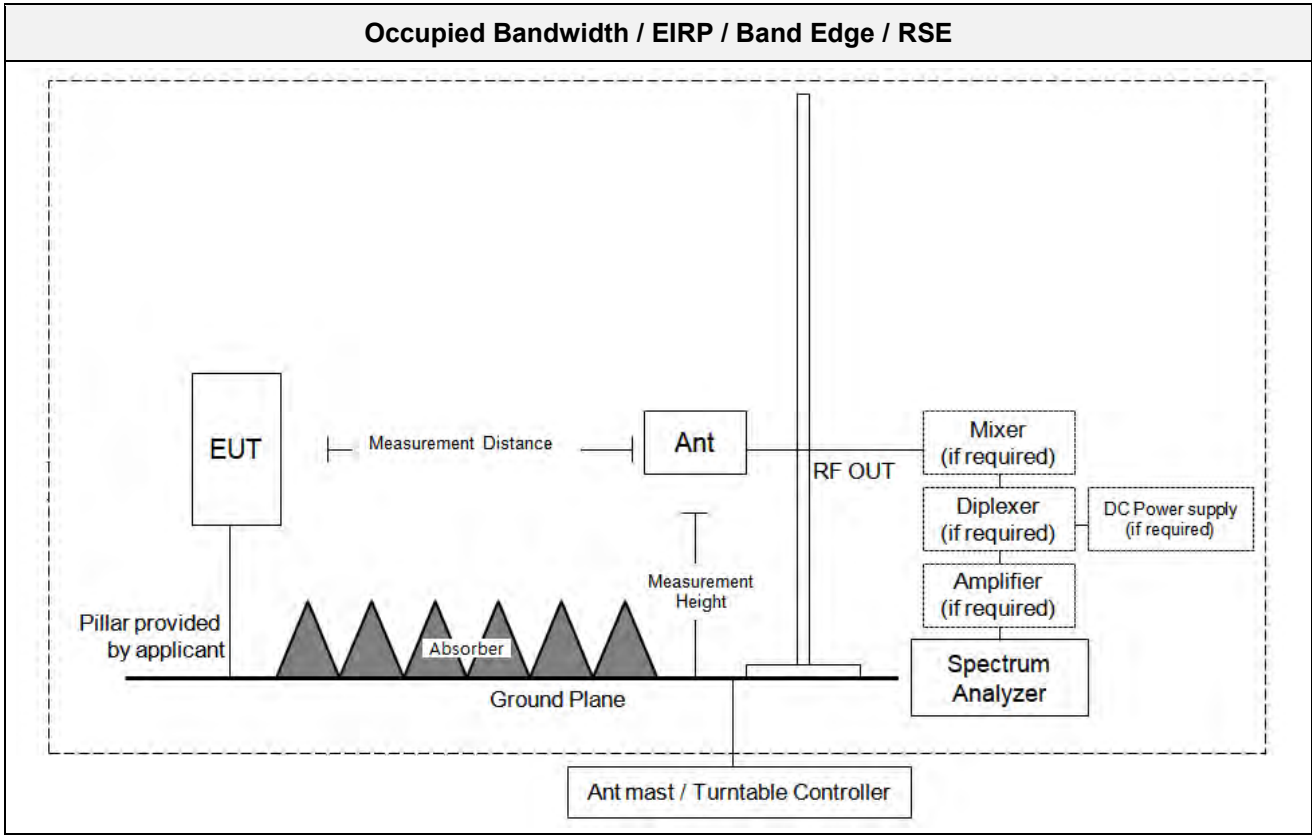 Occupied Bandwidth / EIRP / Band Edge / RSE
EUT
Measurement Distance
Ant
RF OUT
Mixer
(if required)
Diplexer
(if required)
DC Power supply
(if required)
Amplifier
(if required)
Measurement
Height
Pillar provided
by applicant
Absorber
Spectrum
Analyzer
Ground Plane
Ant mast / Turntable Controller